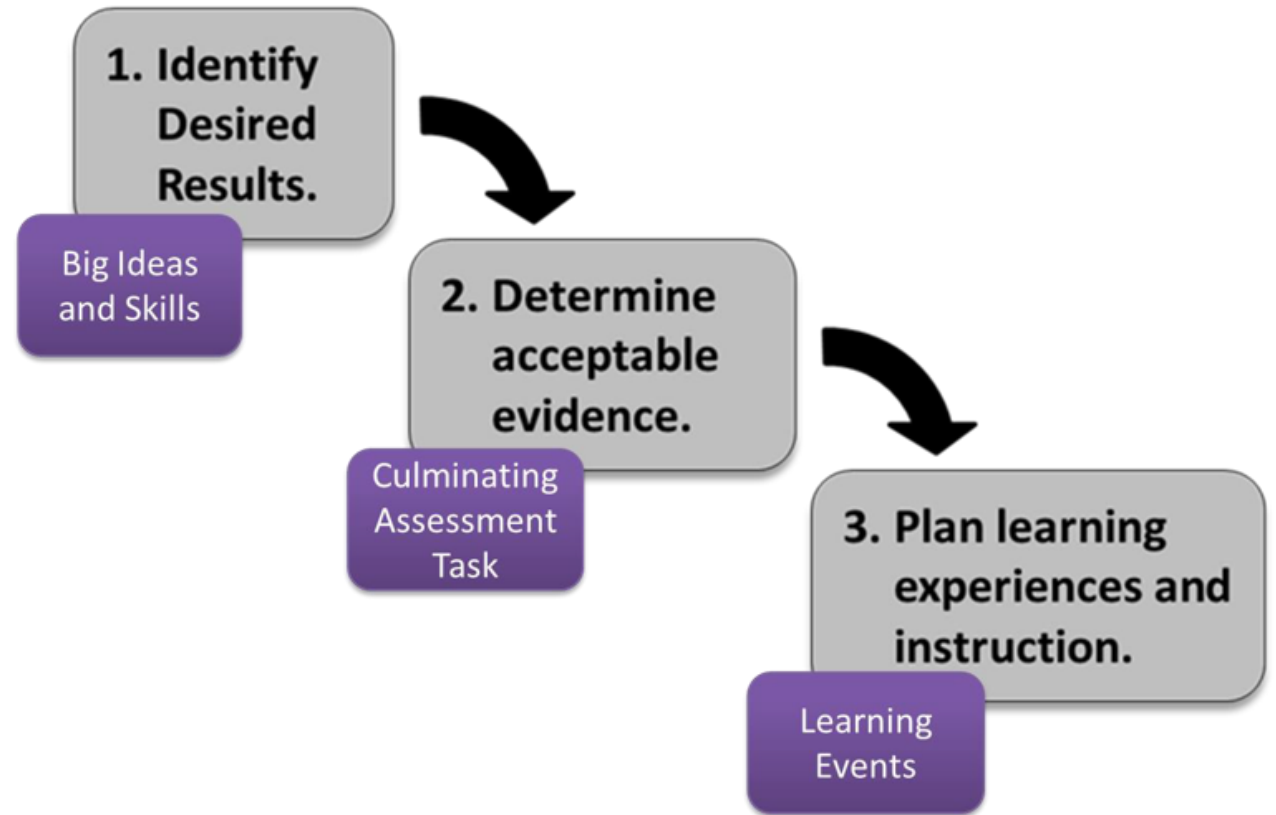 1. Identify
Desired
Results.
Big Ideas
and Skills
2. Determine
acceptable
evidence.
Culminating
Assessment
Task
3. Plan learning
experiences and
instruction.
Learning
Events